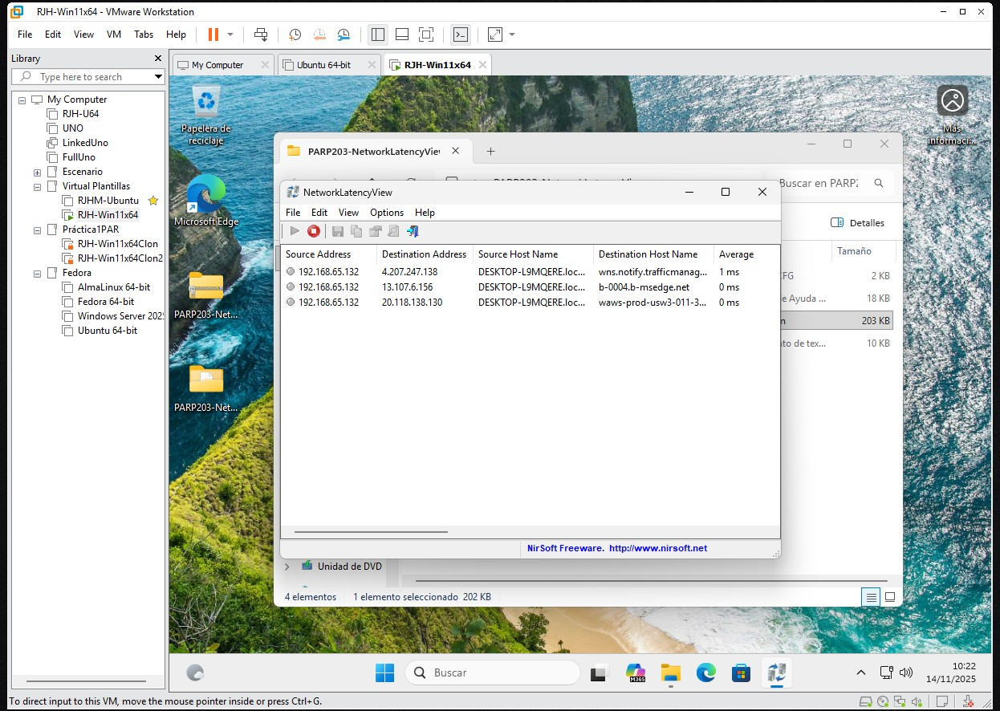 RJH-Win11x64 - VMware Workstation
File Edit View VM Tabs Help
Library
Type here to search
My Computer
RJH-U64
UNO
LinkedUno
FullUno
Escenario
Virtual Plantillas
RJHM-Ubuntu
RJH-Win11x64
Práctica1PAR
RJH-Win11x64Clon
RJH-Win11x64Clon2
Fedora
AlmaLinux 64-bit
Fedora 64-bit
Windows Server 202
Ubuntu 64-bit
My Computer Ubuntu 64-bit RJH-Win11x64
Papelera de
reciclaje
Microsoft Edge
PARP203-Net...
PARP203-Net...
Más
informaci...
PARP203-NetworkLatencyView
Buscar en PARP2
Detalles
Tamaño
FG 2 KB
e Ayuda ... 18 KB
n 203 KB
to de tex... 10 KB
Unidad de DVD
4 elementos 1 elemento seleccionado 202 KB
NetworkLatencyView
File Edit View Options Help
Source Address Destination Address Source Host Name Destination Host Name Average
192.168.65.132 4.207.247.138 DESKTOP-L9MQERE.loc... wns.notify.trafficmanag... 1 ms
192.168.65.132 13.107.6.156 DESKTOP-L9MQERE.loc... b-0004.b-msedge.net 0 ms
192.168.65.132 20.118.138.130 DESKTOP-L9MQERE.loc... waws-prod-usw3-011-3... 0 ms
NirSoft Freeware. http://www.nirsoft.net
Buscar
M365
10:22
14/11/2025
To direct input to this VM, move the mouse pointer inside or press Ctrl+G.